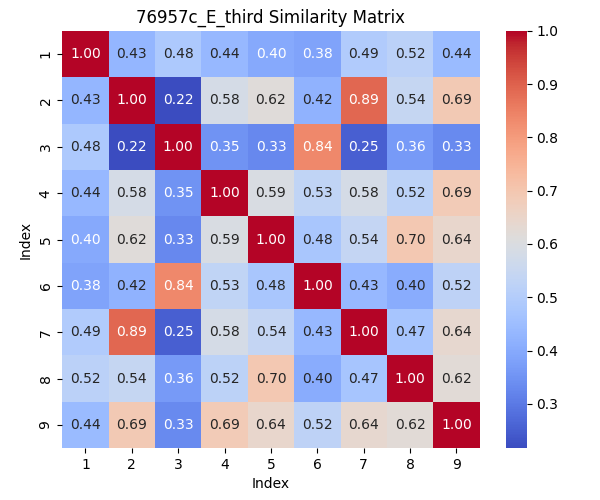 76957c_E_third Similarity Matrix
1 1.00 0.43 0.48 0.44 0.40 0.38 0.49 0.52 0.44
2 0.43 1.00 0.22 0.58 0.62 0.42 0.89 0.54 0.69
3 0.48 0.22 1.00 0.35 0.33 0.84 0.25 0.36 0.33
4 0.44 0.58 0.35 1.00 0.59 0.53 0.58 0.52 0.69
5 0.40 0.62 0.33 0.59 1.00 0.48 0.54 0.70 0.64
6 0.38 0.42 0.84 0.53 0.48 1.00 0.43 0.40 0.52
7 0.49 0.89 0.25 0.58 0.54 0.43 1.00 0.47 0.64
8 0.52 0.54 0.36 0.52 0.70 0.40 0.47 1.00 0.62
9 0.44 0.69 0.33 0.69 0.64 0.52 0.64 0.62 1.00
1 2 3 4 5 6 7 8 9
Index
Index
1.0
0.9
0.8
0.7
0.6
0.5
0.4
0.3